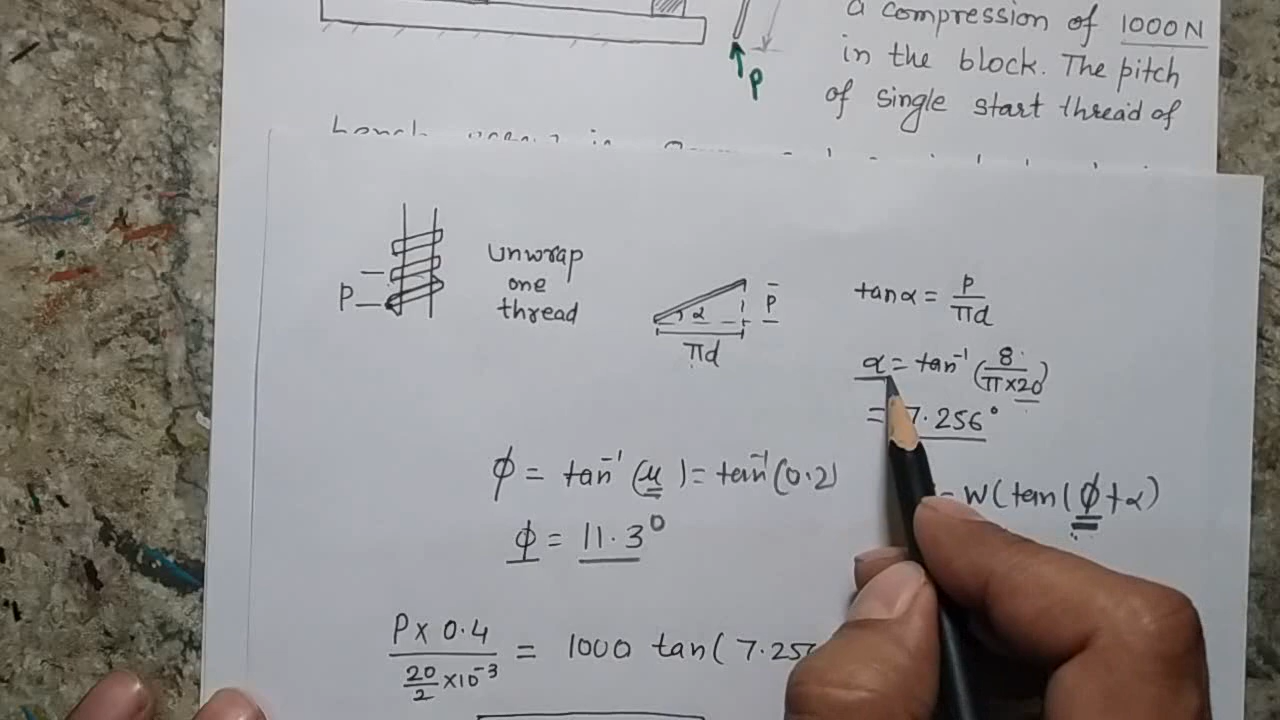 a compression of 1000 N
in the block. The pitch
of single start thread of
P
P
unwrap
one
thread
α
P
πd
tanα = P/πd
α = tan⁻¹ (8/π×20)
= 7.256°
ϕ = tan⁻¹ (μ) = tan⁻¹ (0.2)
= W(tan(ϕ+α)
ϕ = 11.3°
P× 0.4 / 20/2 ×10⁻³ = 1000 tan( 7.25